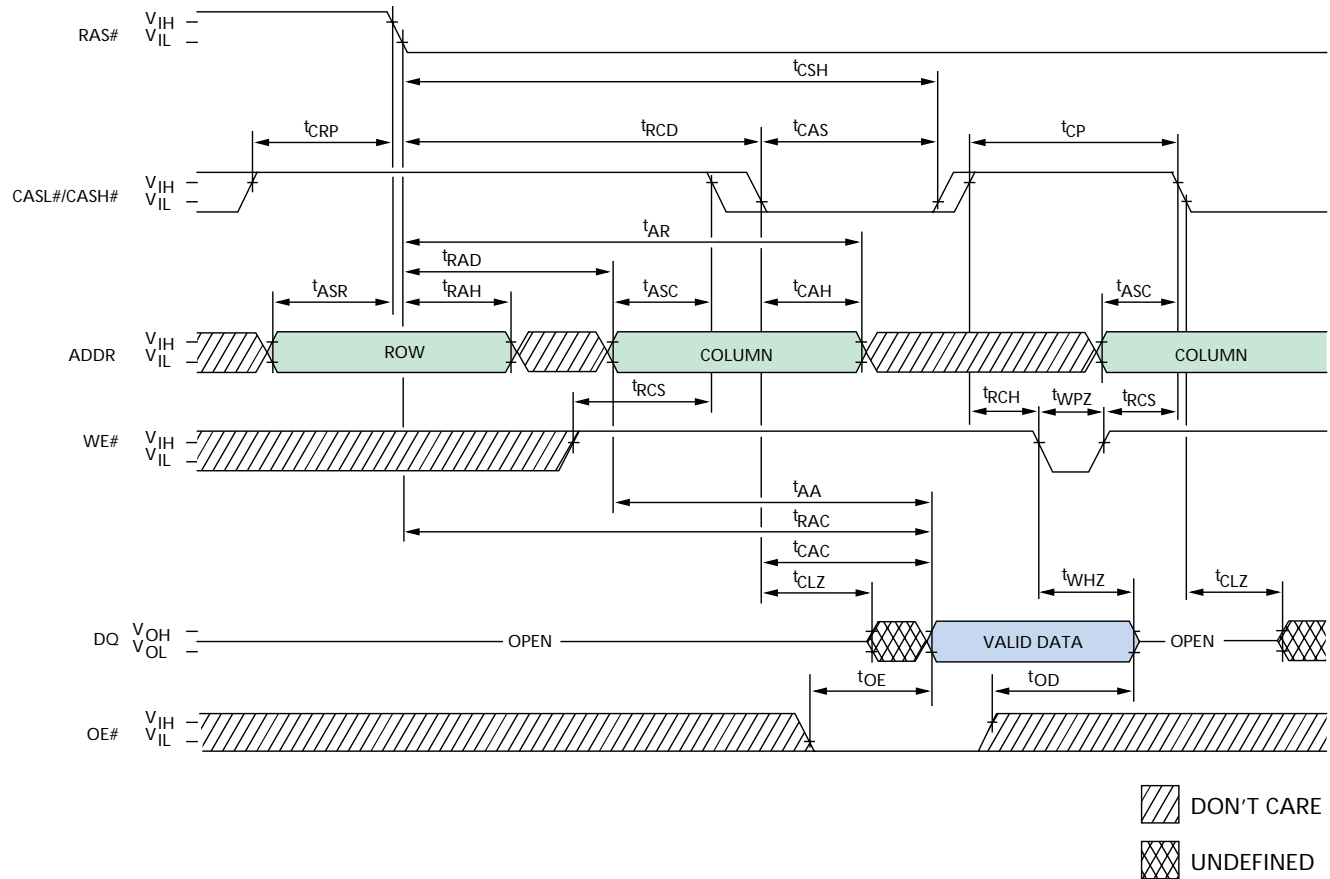 RAS# VIH
VIL
tCSH
tCRP tRCD tCAS tCP
CASL#/CASH# VIH
VIL
tAR
tRAD
tASR tRAH tASC tCAH tASC
ADDR VIH
VIL
ROW COLUMN COLUMN
tRCS tRCH tWPZ tRCS
WE# VIH
VIL
tAA
tRAC
tCAC
tCLZ tWHZ tCLZ
DQ VOH
VOL
OPEN VALID DATA OPEN
tOE tOD
OE# VIH
VIL
DON'T CARE
UNDEFINED